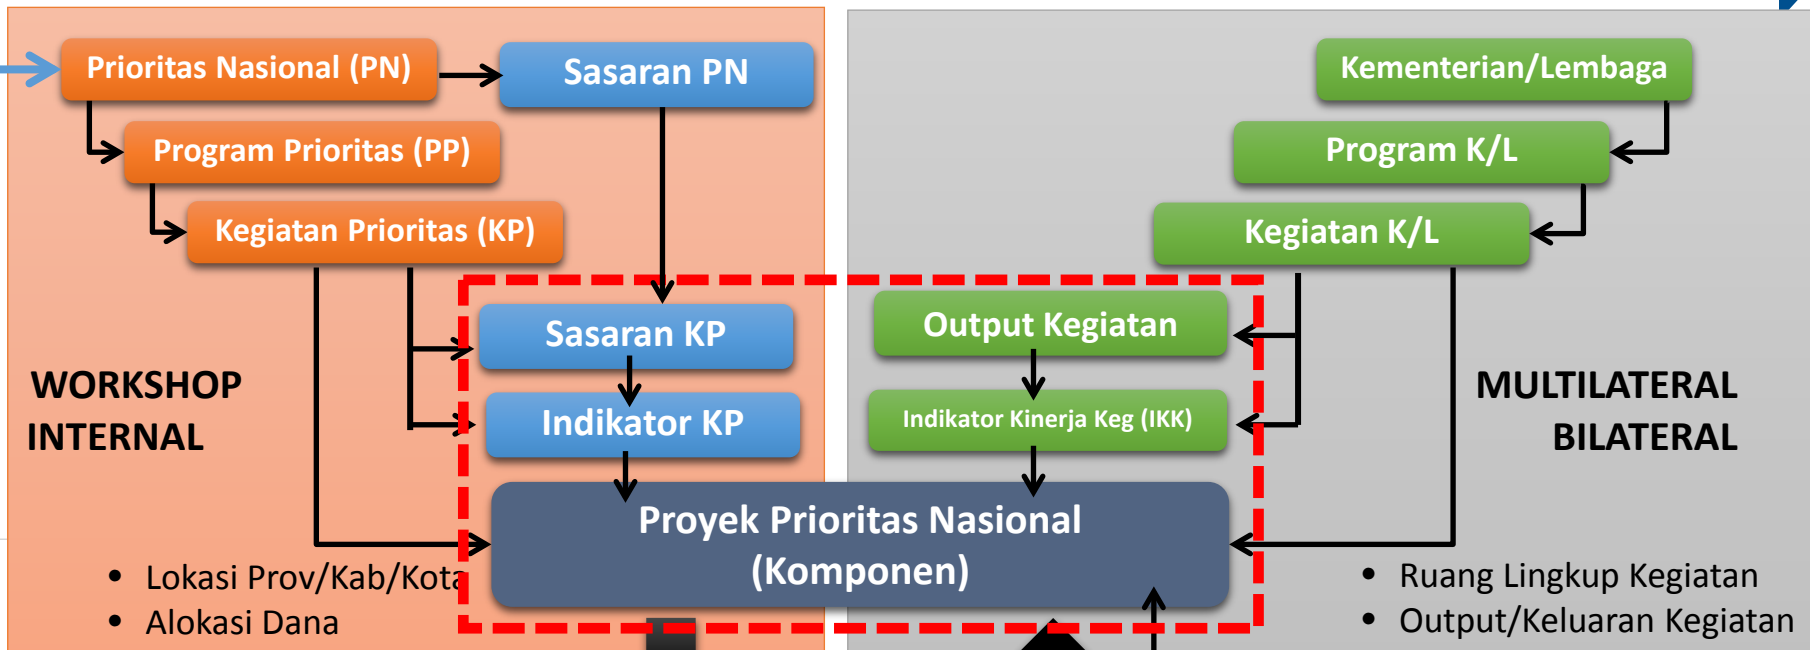 Prioritas Nasional (PN)
Sasaran PN
Program Prioritas (PP)
Kegiatan Prioritas (KP)
Sasaran KP
Indikator KP
WORKSHOP
INTERNAL
Kementerian/Lembaga
Program K/L
Kegiatan K/L
Output Kegiatan
Indikator Kinerja Keg (IKK)
MULTILATERAL
BILATERAL
Proyek Prioritas Nasional
(Komponen)
• Lokasi Prov/Kab/Kota
• Alokasi Dana
• Ruang Lingkup Kegiatan
• Output/Keluaran Kegiatan